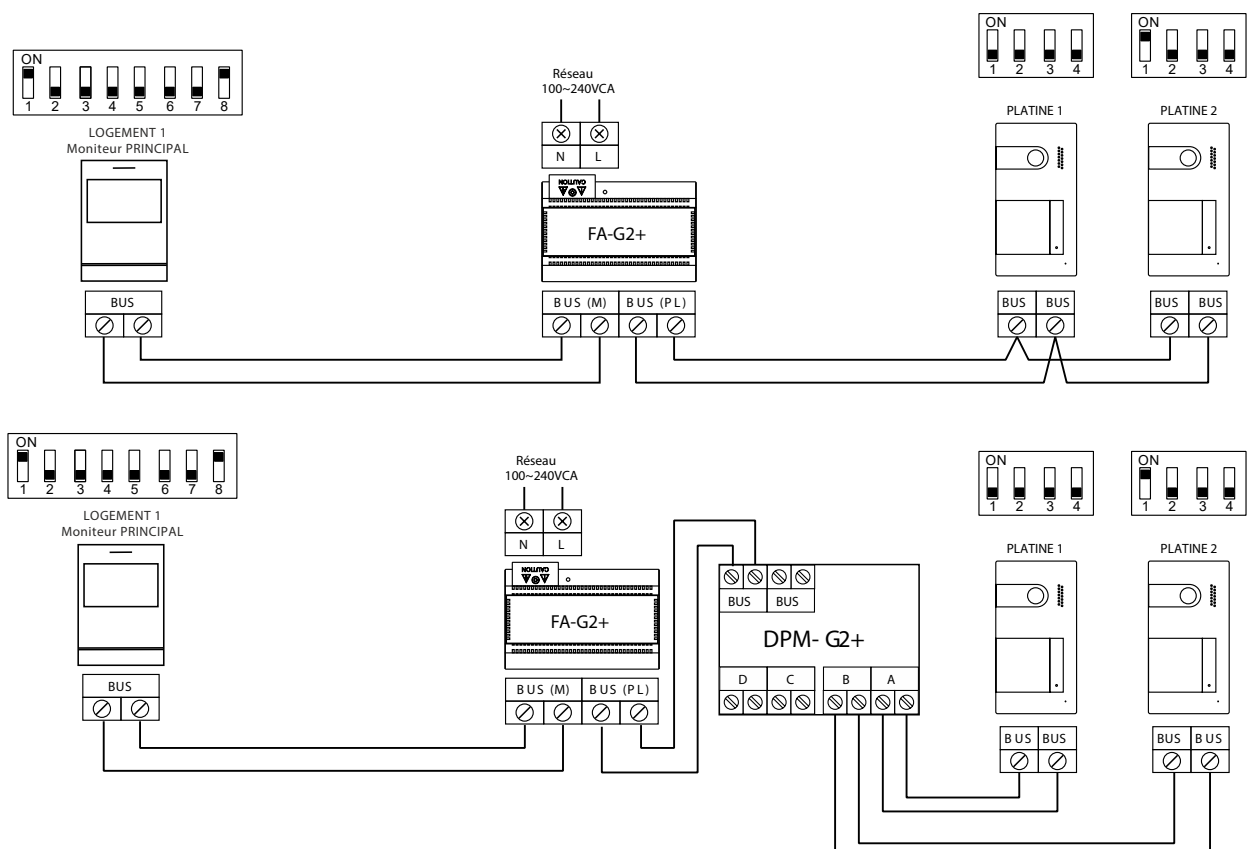 ON
1 2 3 4 5 6 7 8
LOGEMENT 1
Moniteur PRINCIPAL
BUS
Réseau
100~240VCA
N L
CAUTION
FA-G2+
BUS (M) BUS (PL)
ON
1 2 3 4
PLATINE 1
BUS BUS
ON
1 2 3 4
PLATINE 2
BUS BUS
ON
1 2 3 4 5 6 7 8
LOGEMENT 1
Moniteur PRINCIPAL
BUS
Réseau
100~240VCA
N L
CAUTION
FA-G2+
BUS (M) BUS (PL)
BUS BUS
DPM- G2+
D C B A
ON
1 2 3 4
PLATINE 1
BUS BUS
ON
1 2 3 4
PLATINE 2
BUS BUS